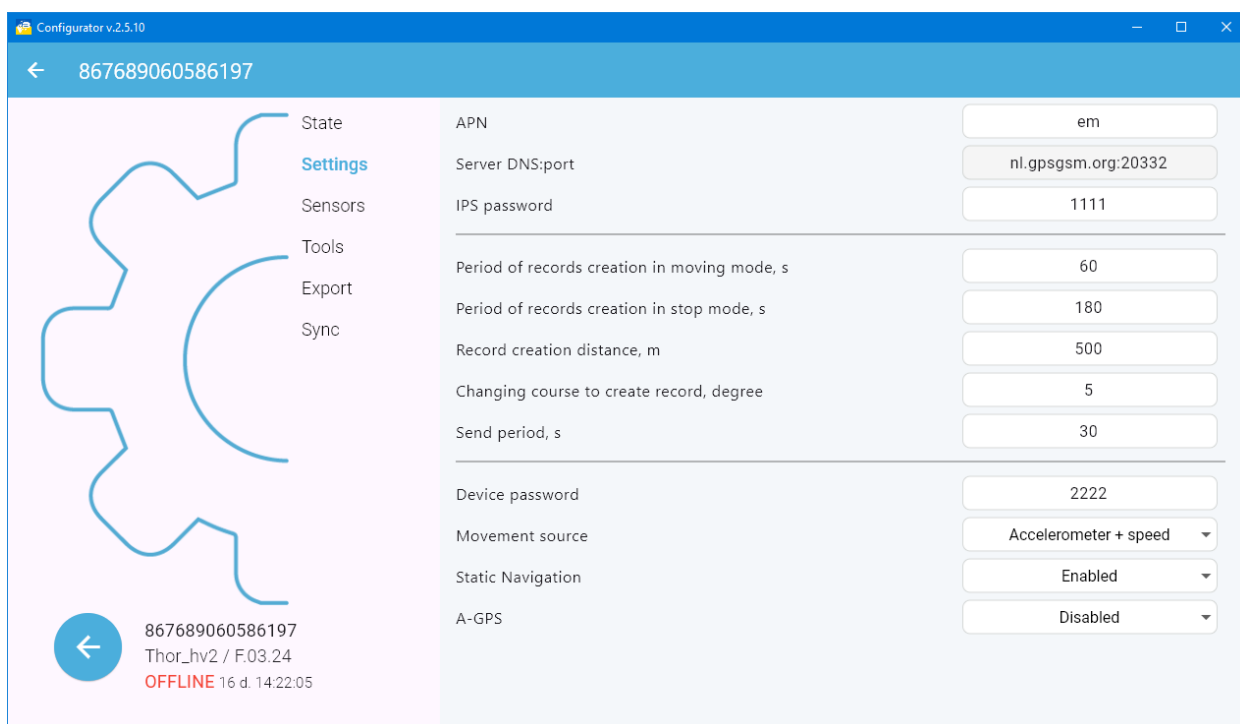 Configurator v.2.5.10
867689060586197
State
Settings
Sensors
Tools
Export
Sync
867689060586197
Thor_hv2 / F.03.24
OFFLINE 16 d. 14:22:05
APN em
Server DNS:port nl.gpsgsm.org:20332
IPS password 1111
Period of records creation in moving mode, s 60
Period of records creation in stop mode, s 180
Record creation distance, m 500
Changing course to create record, degree 5
Send period, s 30
Device password 2222
Movement source Accelerometer + speed
Static Navigation Enabled
A-GPS Disabled